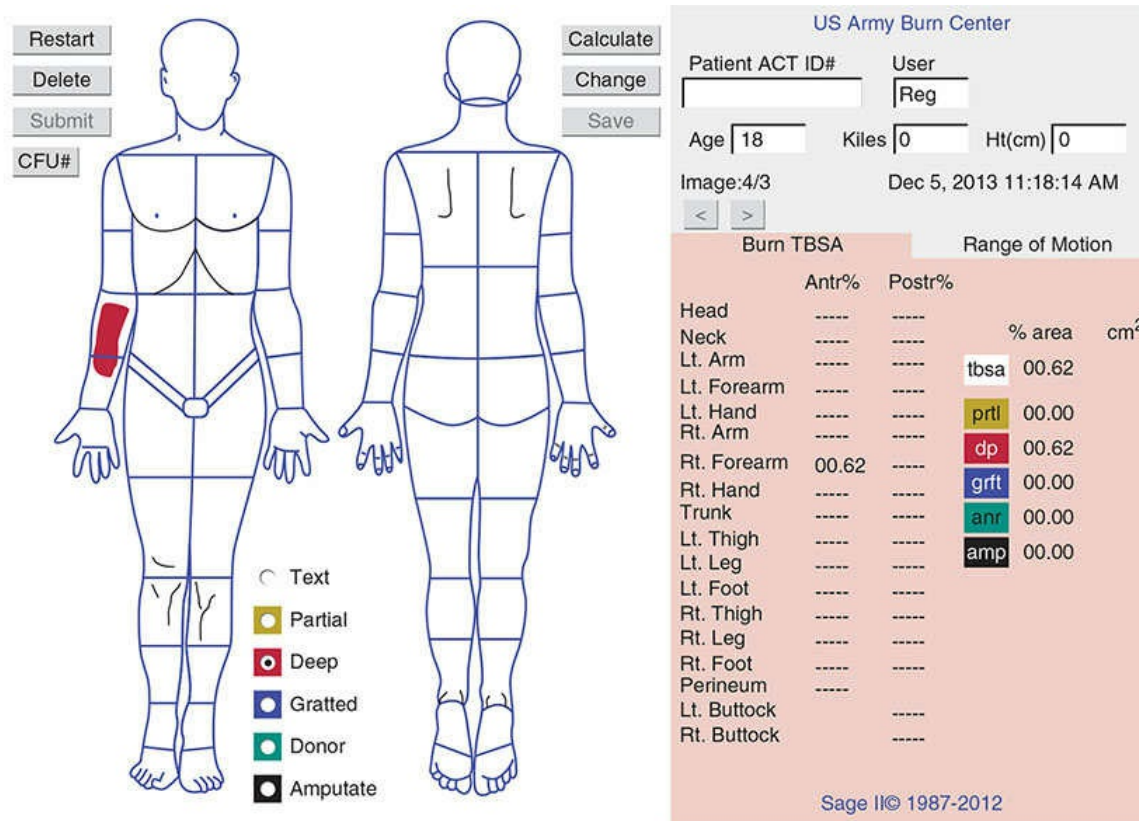 Restart
Delete
Submit
CFU#
Calculate
Change
Save
Text
Partial
Deep
Gratted
Donor
Amputate
US Army Burn Center
Patient ACT ID# User
Reg
Age 18 Kiles 0 Ht(cm) 0
Image:4/3 Dec 5, 2013 11:18:14 AM
< >
Burn TBSA Range of Motion
Antr% Postr%
Head ----- -----
Neck ----- -----
Lt. Arm ----- -----
Lt. Forearm ----- -----
Lt. Hand ----- -----
Rt. Arm ----- -----
Rt. Forearm 00.62 -----
Rt. Hand ----- -----
Trunk ----- -----
Lt. Thigh ----- -----
Lt. Leg ----- -----
Lt. Foot ----- -----
Rt. Thigh ----- -----
Rt. Leg ----- -----
Rt. Foot ----- -----
Perineum -----
Lt. Buttock -----
Rt. Buttock -----
% area cm²
tbsa 00.62
prtl 00.00
dp 00.62
grft 00.00
anr 00.00
amp 00.00
Sage II© 1987-2012